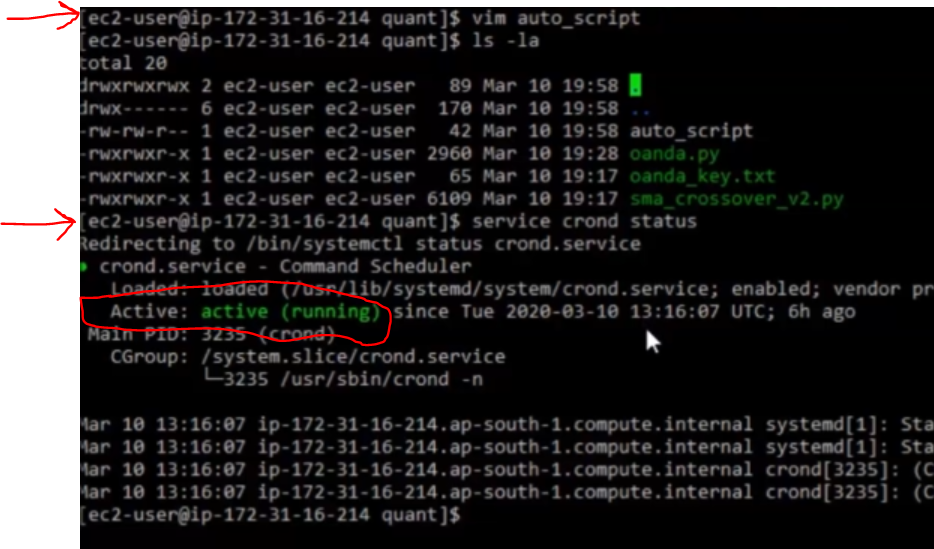 [ec2-user@ip-172-31-16-214 quant]$ vim auto_script
[ec2-user@ip-172-31-16-214 quant]$ ls -la
total 20
drwxrwxrwx 2 ec2-user ec2-user   89 Mar 10 19:58 .
drwx------ 6 ec2-user ec2-user  170 Mar 10 19:58 ..
-rw-rw-r-- 1 ec2-user ec2-user   42 Mar 10 19:58 auto_script
-rwxrwxr-x 1 ec2-user ec2-user 2960 Mar 10 19:28 oanda.py
-rwxrwxr-x 1 ec2-user ec2-user   65 Mar 10 19:17 oanda_key.txt
-rwxrwxr-x 1 ec2-user ec2-user 6109 Mar 10 19:17 sma_crossover_v2.py
[ec2-user@ip-172-31-16-214 quant]$ service crond status
Redirecting to /bin/systemctl status crond.service
● crond.service - Command Scheduler
   Loaded: loaded (/usr/lib/systemd/system/crond.service; enabled; vendor pr
   Active: active (running) since Tue 2020-03-10 13:16:07 UTC; 6h ago
 Main PID: 3235 (crond)
   CGroup: /system.slice/crond.service
           └─3235 /usr/sbin/crond -n
Mar 10 13:16:07 ip-172-31-16-214.ap-south-1.compute.internal systemd[1]: Sta
Mar 10 13:16:07 ip-172-31-16-214.ap-south-1.compute.internal systemd[1]: Sta
Mar 10 13:16:07 ip-172-31-16-214.ap-south-1.compute.internal crond[3235]: (C
Mar 10 13:16:07 ip-172-31-16-214.ap-south-1.compute.internal crond[3235]: (C
[ec2-user@ip-172-31-16-214 quant]$